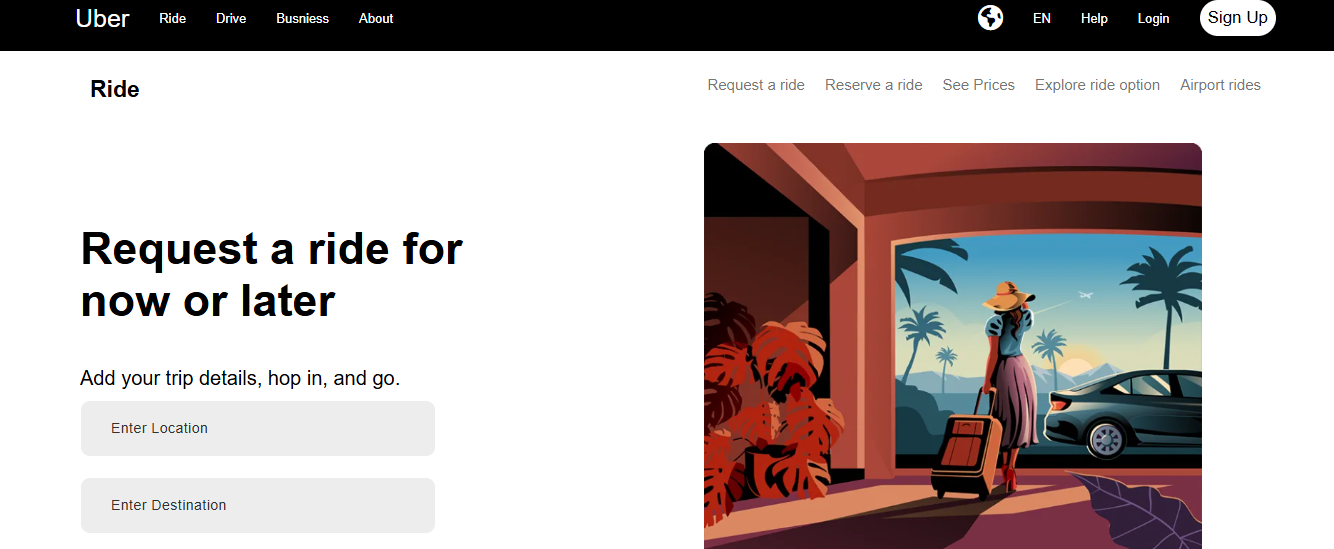 Uber Ride Drive Busniess About EN Help Login Sign Up
Ride Request a ride Reserve a ride See Prices Explore ride option Airport rides
Request a ride for
now or later
Add your trip details, hop in, and go.
Enter Location
Enter Destination